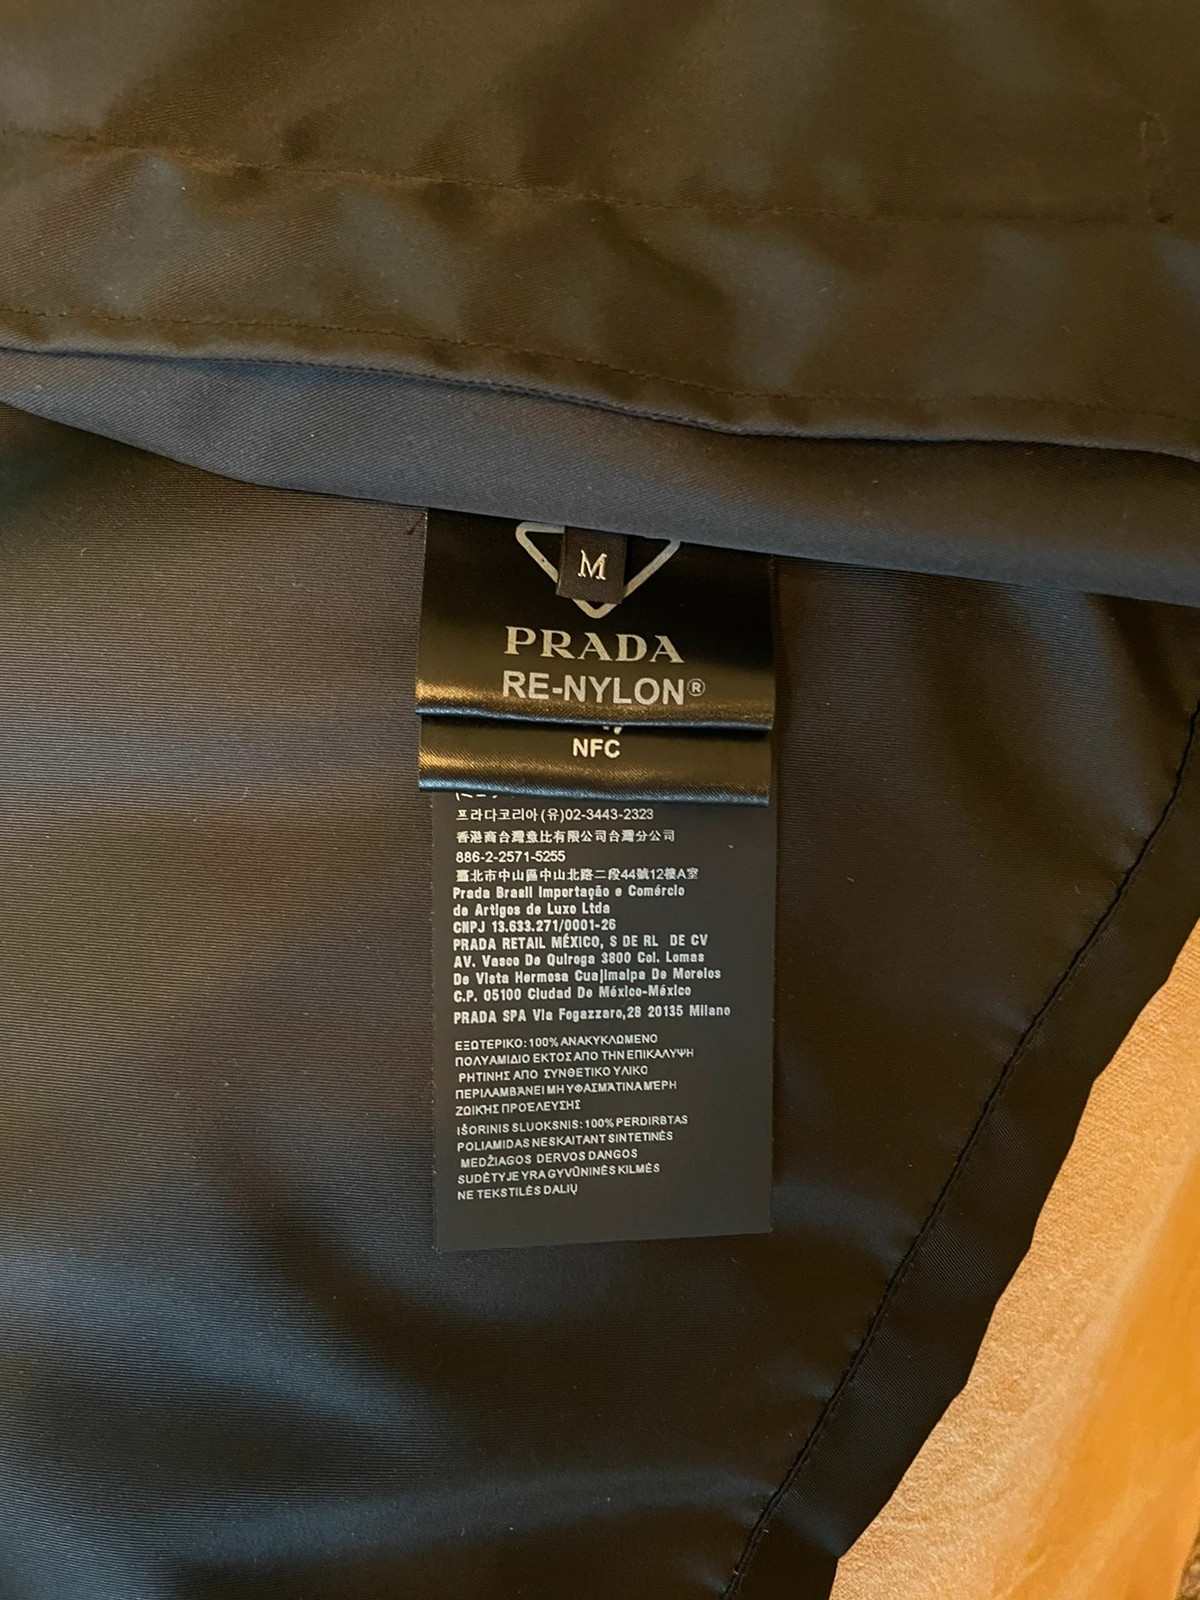 M
PRADA
RE-NYLON®
NFC
프라다코리아(유)02-3443-2323
香港商台灣意比有限公司台灣分公司
886-2-2571-5255
臺北市中山區中山北路二段44號12樓A室
Prada Brasil Importação e Comércio
de Artigos de Luxo Ltda
CNPJ 13.633.271/0001-26
PRADA RETAIL MÉXICO, S DE RL DE CV
AV. Vasco De Quiroga 3800 Col. Lomas
De Vista Hermosa Cuajimalpa De Morelos
C.P. 05100 Ciudad De México-México
PRADA SPA Via Fogazzaro,28 20135 Milano
ΕΞΩΤΕΡΙΚΟ: 100% ΑΝΑΚΥΚΛΩΜΕΝΟ
ΠΟΛΥΑΜΙΔΙΟ ΕΚΤΟΣ ΑΠΟ ΤΗΝ ΕΠΙΚΑΛΥΨΗ
ΡΗΤΙΝΗΣ ΑΠΟ ΣΥΝΘΕΤΙΚΟ ΥΛΙΚΟ
ΠΕΡΙΛΑΜΒΆΝΕΙ ΜΗ ΥΦΑΣΜΆΤΙΝΑ ΜΈΡΗ
ΖΩΙΚΉΣ ΠΡΟΈΛΕΥΣΗΣ
IŠORINIS SLUOKSNIS: 100% PERDIRBTAS
POLIAMIDAS NESKAITANT SINTETINĖS
MEDŽIAGOS DERVOS DANGOS
SUDĖTYJE YRA GYVŪNINĖS KILMĖS
NE TEKSTILĖS DALIŲ